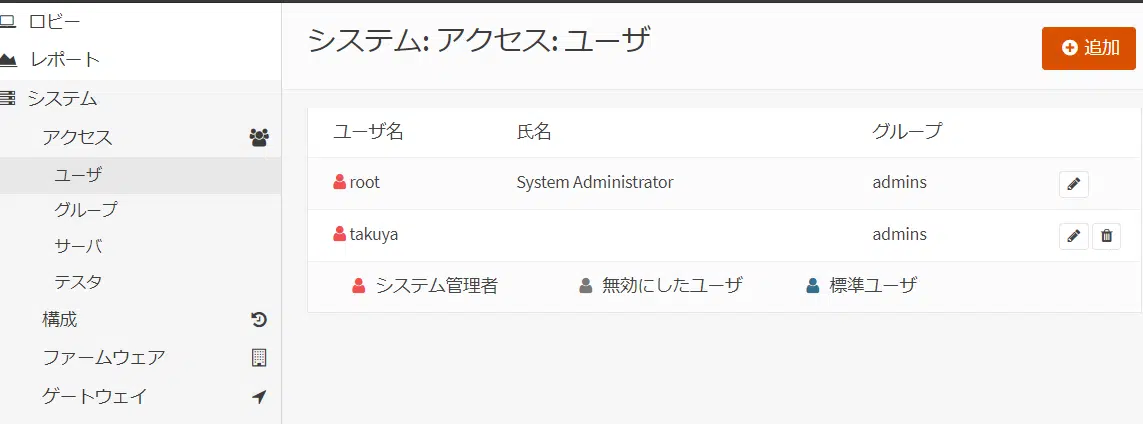 ロビー
レポート
システム
アクセス
ユーザ
グループ
サーバ
テスタ
構成
ファームウェア
ゲートウェイ
システム: アクセス: ユーザ
追加
ユーザ名 氏名 グループ
root System Administrator admins
takuya admins
システム管理者 無効にしたユーザ 標準ユーザ